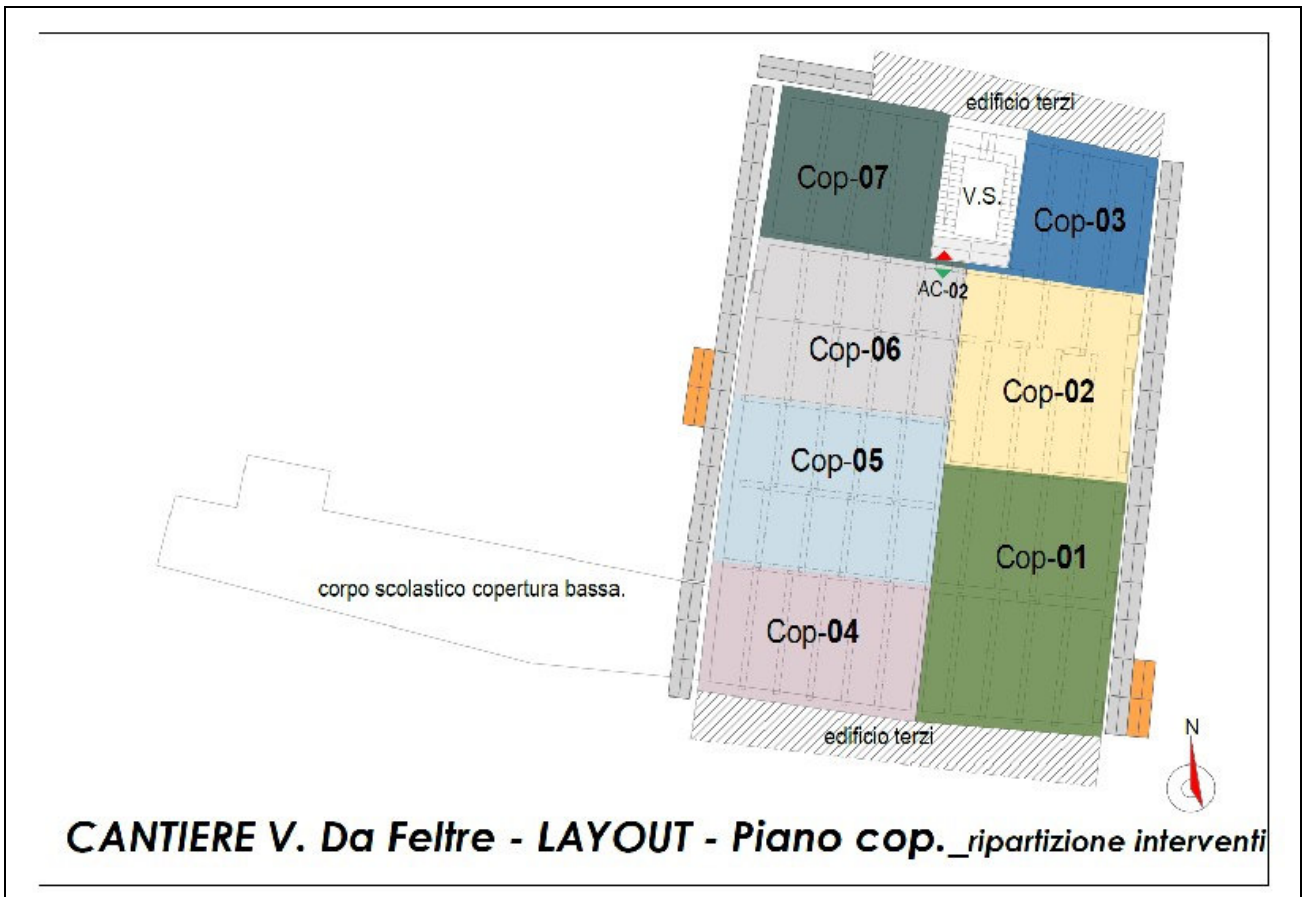 edificio terzi
Cop-07
V.S.
Cop-03
AC-02
Cop-06
Cop-02
Cop-05
Cop-01
corpo scolastico copertura bassa.
Cop-04
edificio terzi
N
CANTIERE V. Da Feltre - LAYOUT - Piano cop._ripartizione interventi